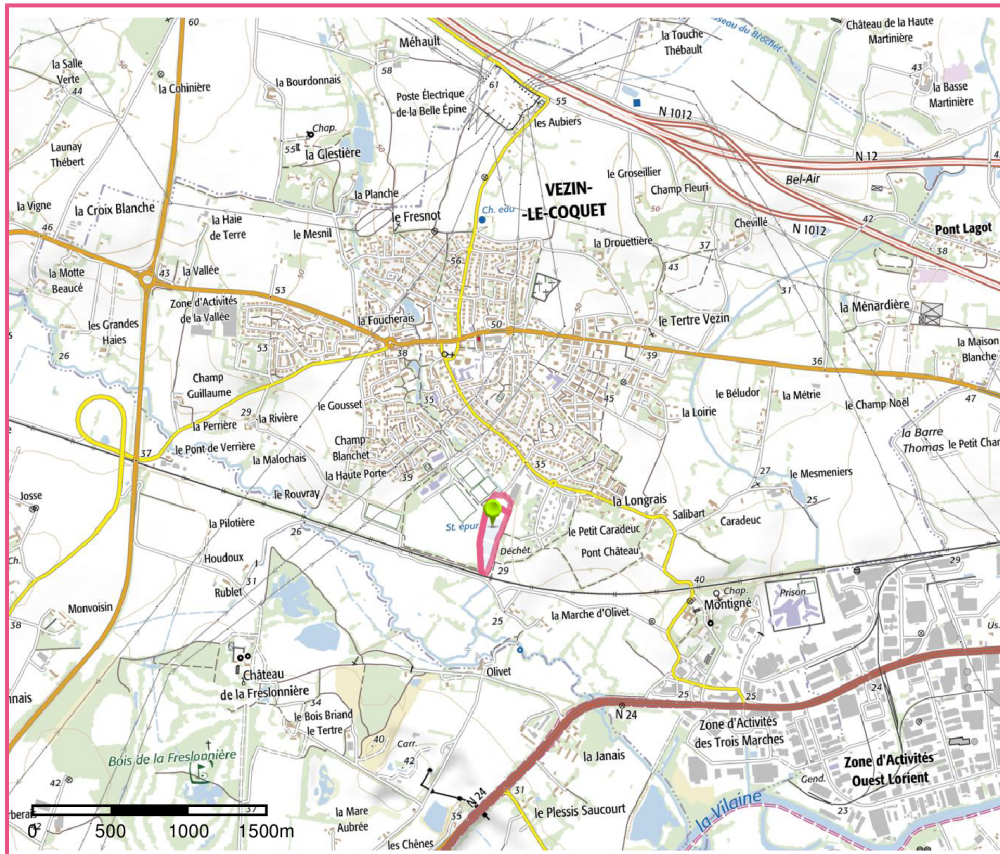 60
Méhault
58
la Touche
Thébault
Château de la Haute
Martinière
43
la Basse
Martinière
la Salle
Verte
44
la Cohinière
la Bourdonnais
Poste Électrique
de la Belle Épine
61
55
les Aubiers
N 1012
N 12
Launay
Thébert
Chap.
55
la Glestière
la Planche
le Groseillier
Champ Fleuri
Bel-Air
VEZIN-
-LE-COQUET
Ch. eau
la Vigne
la Croix Blanche
la Haie
de Terre
le Mesnil
le Fresnot
la Drouettière
Chevillé
37
N 1012
42
Pont Lagot
38
46
la Motte
Beaucé
43
la Vallée
53
56
50
43
31
la Ménardière
Zone d'Activités
de la Vallée
les Grandes
Haies
26
53
la Foucherais
38
50
le Tertre Vezin
39
36
la Maison
Blanche
Champ
Guillaume
29
la Rivière
le Gousset
35
45
la Loirie
le Béludor
la Métrie
le Champ Noël
47
la Perrière
le Pont de Verrière
la Malochais
Champ
Blanchet
la Haute Porte
39
la Barre
Thomas
le Petit Cha
37
Josse
le Rouvray
35
la Longrais
27
le Mesmeniers
25
la Pilotière
26
St. épur
Déchèt.
29
le Petit Caradeuc
Pont Château
Salibart
Caradeuc
Houdoux
31
Rublet
Ch.
38
Monvoisin
la Marche d'Olivet
25
40
Chap.
Montigné
Prison
Us.
Château
de la Freslonnière
Olivet
nnais
le Bois Briand
le Tertre
40
25
25
24
N 24
Zone d'Activités
des Trois Marches
Bois de la Freslonnière
Carr.
42
la Janais
Zone d'Activités
Ouest Lorient
Gend.
42
37
31
N 24
35
23
la Vilaine
berais
la Mare
Aubrée
les Chênes
le Plessis Saucourt
0 500 1000 1500m